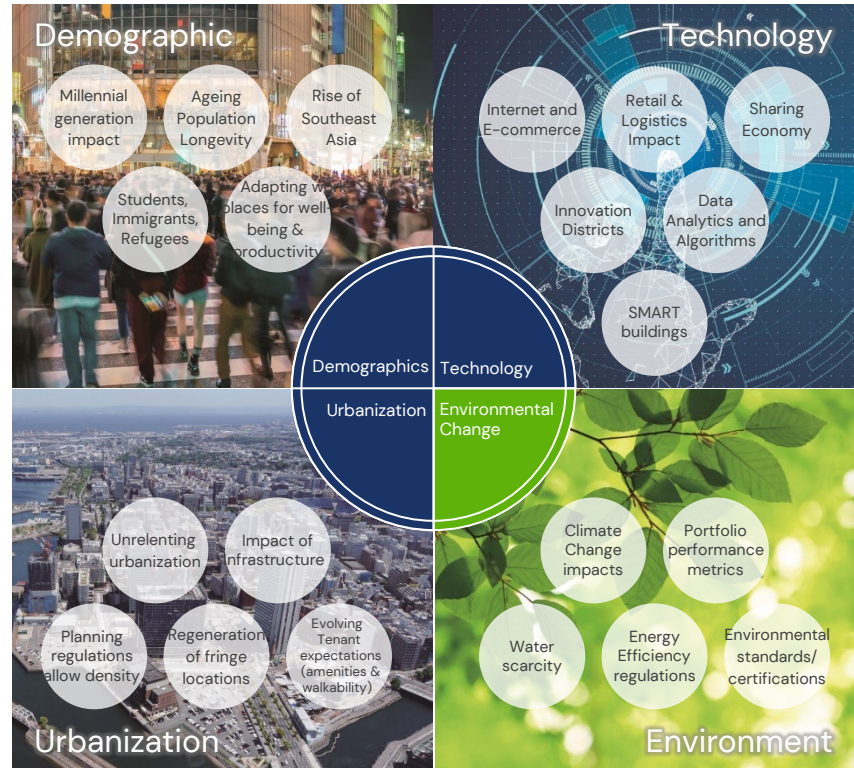 Demographic
Millennial
generation
impact
Ageing
Population
Longevity
Rise of
Southeast
Asia
Students,
Immigrants,
Refugees
Adapting work
places for well-
being &
productivity
Technology
Internet and
E-commerce
Retail &
Logistics
Impact
Sharing
Economy
Innovation
Districts
Data
Analytics and
Algorithms
SMART
buildings
Demographics
Technology
Urbanization
Environmental
Change
Unrelenting
urbanization
Impact of
infrastructure
Planning
regulations
allow density
Regeneration
of fringe
locations
Evolving
Tenant
expectations
(amenities &
walkability)
Urbanization
Climate
Change
impacts
Portfolio
performance
metrics
Water
scarcity
Energy
Efficiency
regulations
Environmental
standards/
certifications
Environment